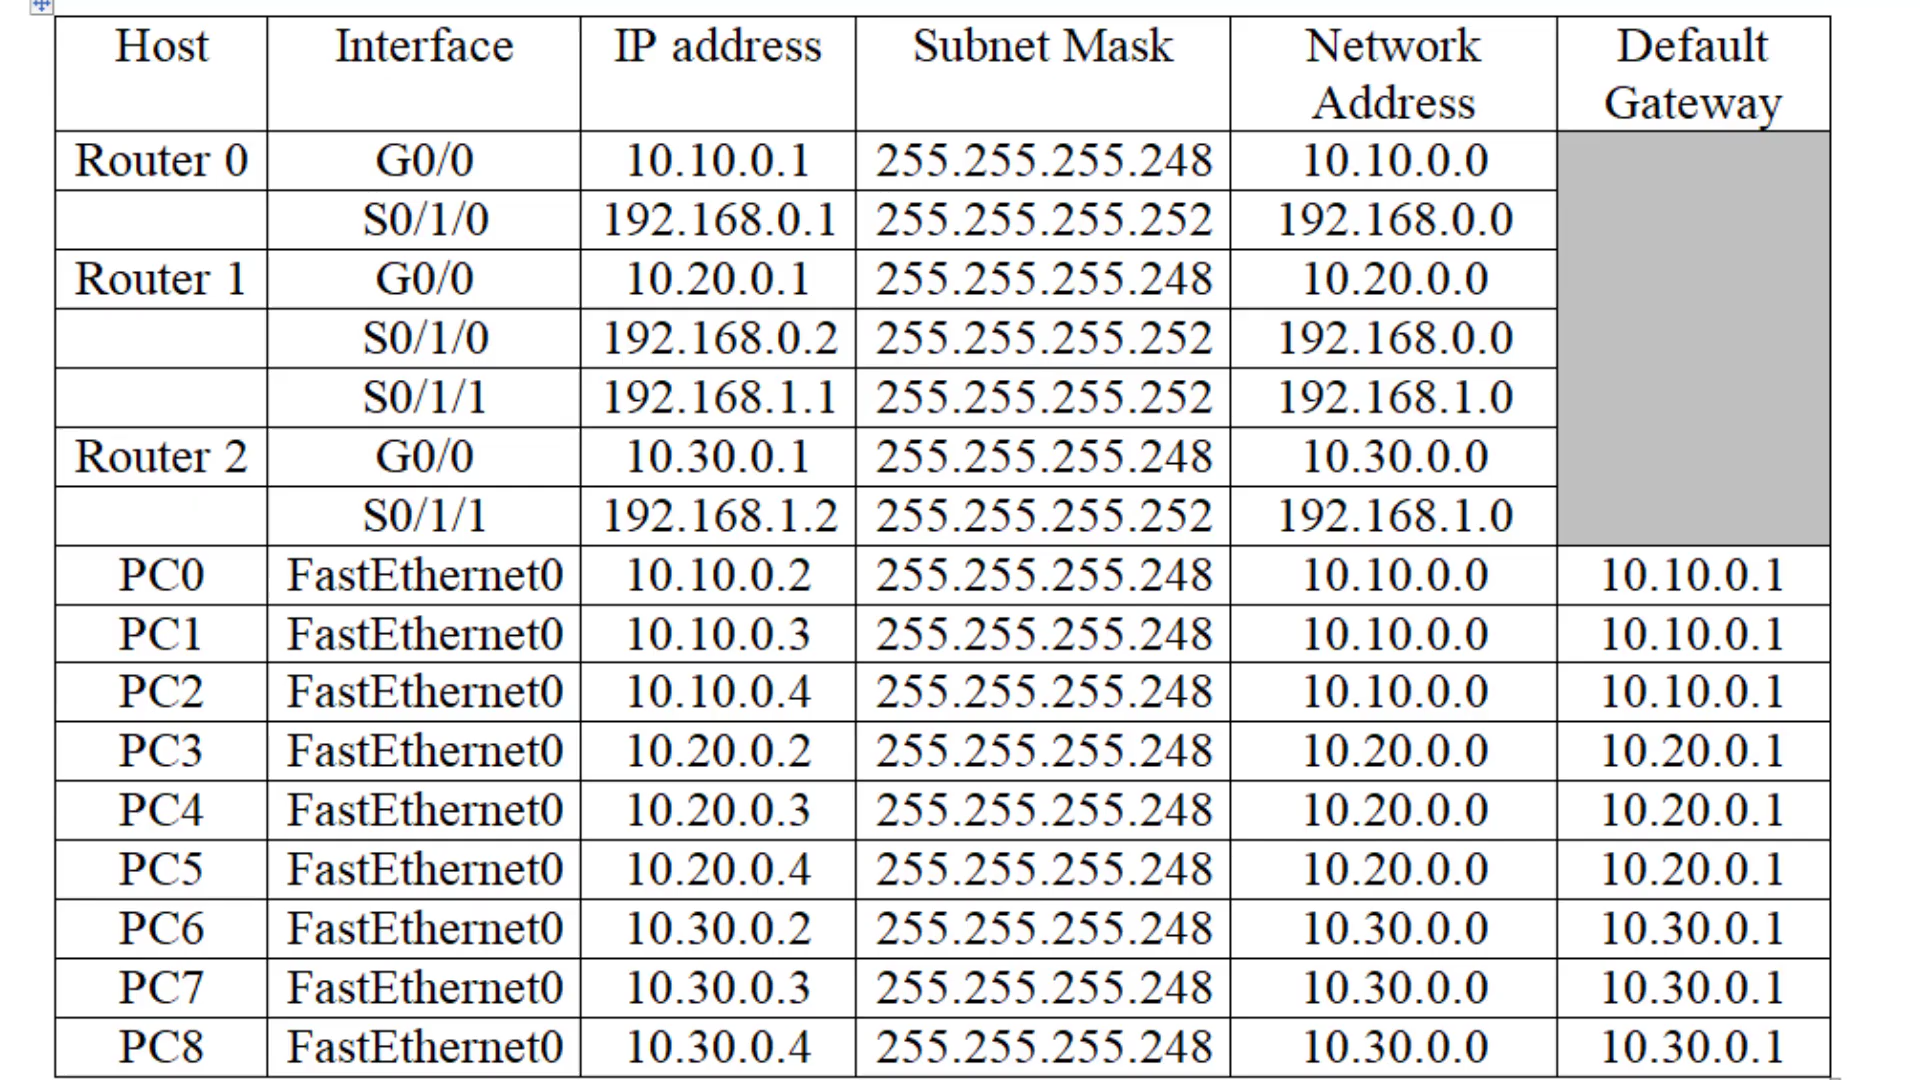 Host Interface IP address Subnet Mask Network Address Default Gateway
Router 0 G0/0 10.10.0.1 255.255.255.248 10.10.0.0
S0/1/0 192.168.0.1 255.255.255.252 192.168.0.0
Router 1 G0/0 10.20.0.1 255.255.255.248 10.20.0.0
S0/1/0 192.168.0.2 255.255.255.252 192.168.0.0
S0/1/1 192.168.1.1 255.255.255.252 192.168.1.0
Router 2 G0/0 10.30.0.1 255.255.255.248 10.30.0.0
S0/1/1 192.168.1.2 255.255.255.252 192.168.1.0
PC0 FastEthernet0 10.10.0.2 255.255.255.248 10.10.0.0 10.10.0.1
PC1 FastEthernet0 10.10.0.3 255.255.255.248 10.10.0.0 10.10.0.1
PC2 FastEthernet0 10.10.0.4 255.255.255.248 10.10.0.0 10.10.0.1
PC3 FastEthernet0 10.20.0.2 255.255.255.248 10.20.0.0 10.20.0.1
PC4 FastEthernet0 10.20.0.3 255.255.255.248 10.20.0.0 10.20.0.1
PC5 FastEthernet0 10.20.0.4 255.255.255.248 10.20.0.0 10.20.0.1
PC6 FastEthernet0 10.30.0.2 255.255.255.248 10.30.0.0 10.30.0.1
PC7 FastEthernet0 10.30.0.3 255.255.255.248 10.30.0.0 10.30.0.1
PC8 FastEthernet0 10.30.0.4 255.255.255.248 10.30.0.0 10.30.0.1